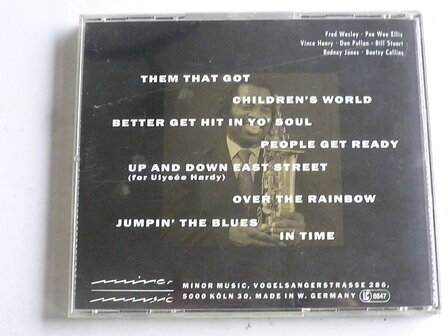 Fred Wesley · Pee Wee Ellis
Vince Henry · Don Pullen · Bill Stuart
Rodney Jones · Bootsy Collins
THEM THAT GOT
CHILDREN'S WORLD
BETTER GET HIT IN YO' SOUL
PEOPLE GET READY
UP AND DOWN EAST STREET
(for Ulysée Hardy)
OVER THE RAINBOW
JUMPIN' THE BLUES
IN TIME
minor
music
MINOR MUSIC, VOGELSANGERSTRASSE 286,
5000 KÖLN 30, MADE IN W. GERMANY LC 8847